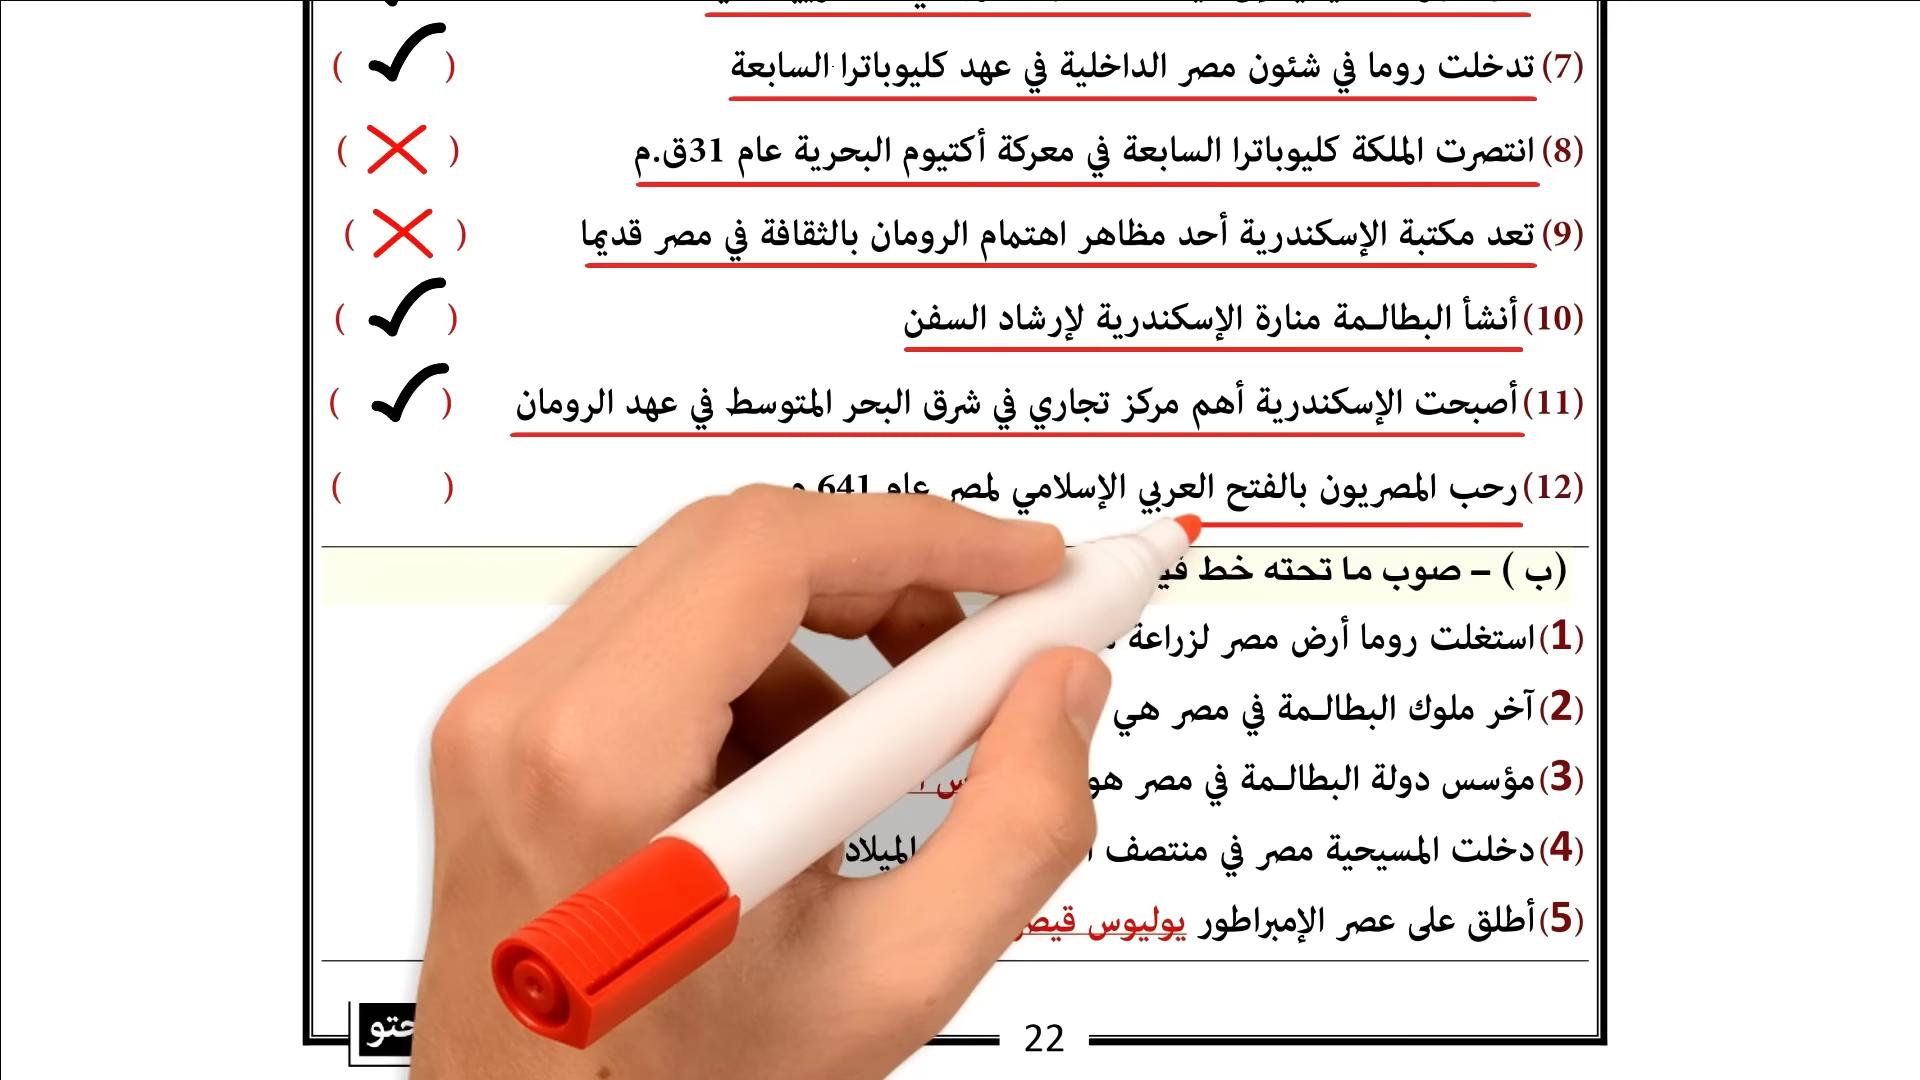 (7) تدخلت روما في شئون مصر الداخلية في عهد كليوباترا السابعة ( )
(8) انتصرت الملكة كليوباترا السابعة في معركة أكتيوم البحرية عام 31ق.م ( )
(9) تعد مكتبة الإسكندرية أحد مظاهر اهتمام الرومان بالثقافة في مصر قديما ( )
(10) أنشأ البطالـمة منارة الإسكندرية لإرشاد السفن ( )
(11) أصبحت الإسكندرية أهم مركز تجاري في شرق البحر المتوسط في عهد الرومان ( )
(12) رحب المصريون بالفتح العربي الإسلامي لمصر عام 641 م ( )
(ب ) – صوب ما تحته خط
(1) استغلت روما أرض مصر لزراعة
(2) آخر ملوك البطالـمة في مصر هي
(3) مؤسس دولة البطالـمة في مصر هو
(4) دخلت المسيحية مصر في منتصف الميلاد
(5) أطلق على عصر الإمبراطور يوليوس قيصر
22